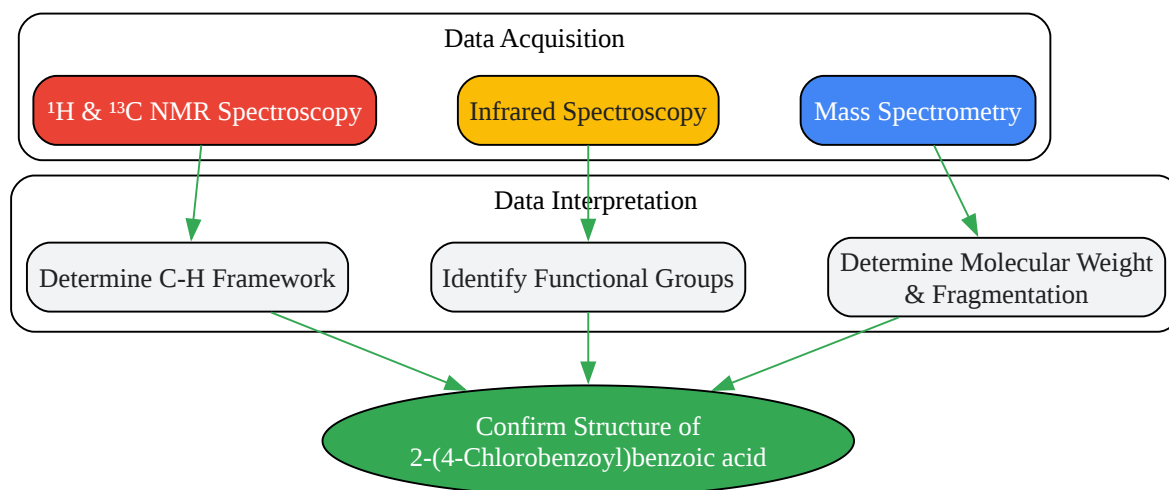 Data Acquisition
¹H & ¹³C NMR Spectroscopy
Infrared Spectroscopy
Mass Spectrometry
Data Interpretation
Determine C-H Framework
Identify Functional Groups
Determine Molecular Weight
& Fragmentation
Confirm Structure of
2-(4-Chlorobenzoyl)benzoic acid